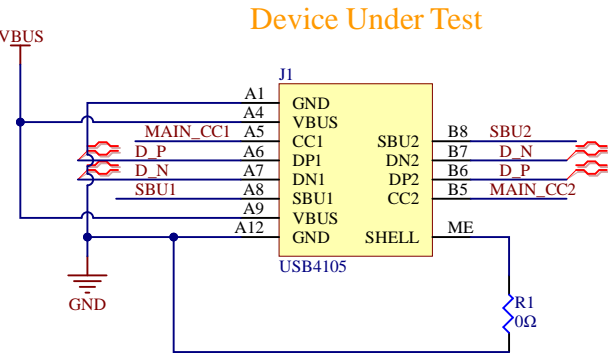 Device Under Test
VBUS
J1
A1 GND
A4 VBUS
MAIN_CC1 A5 CC1 SBU2 B8 SBU2
D_P A6 DP1 DN2 B7 D_N
D_N A7 DN1 DP2 B6 D_P
SBU1 A8 SBU1 CC2 B5 MAIN_CC2
A9 VBUS
A12 GND SHELL ME
USB4105
GND
R1
0Ω